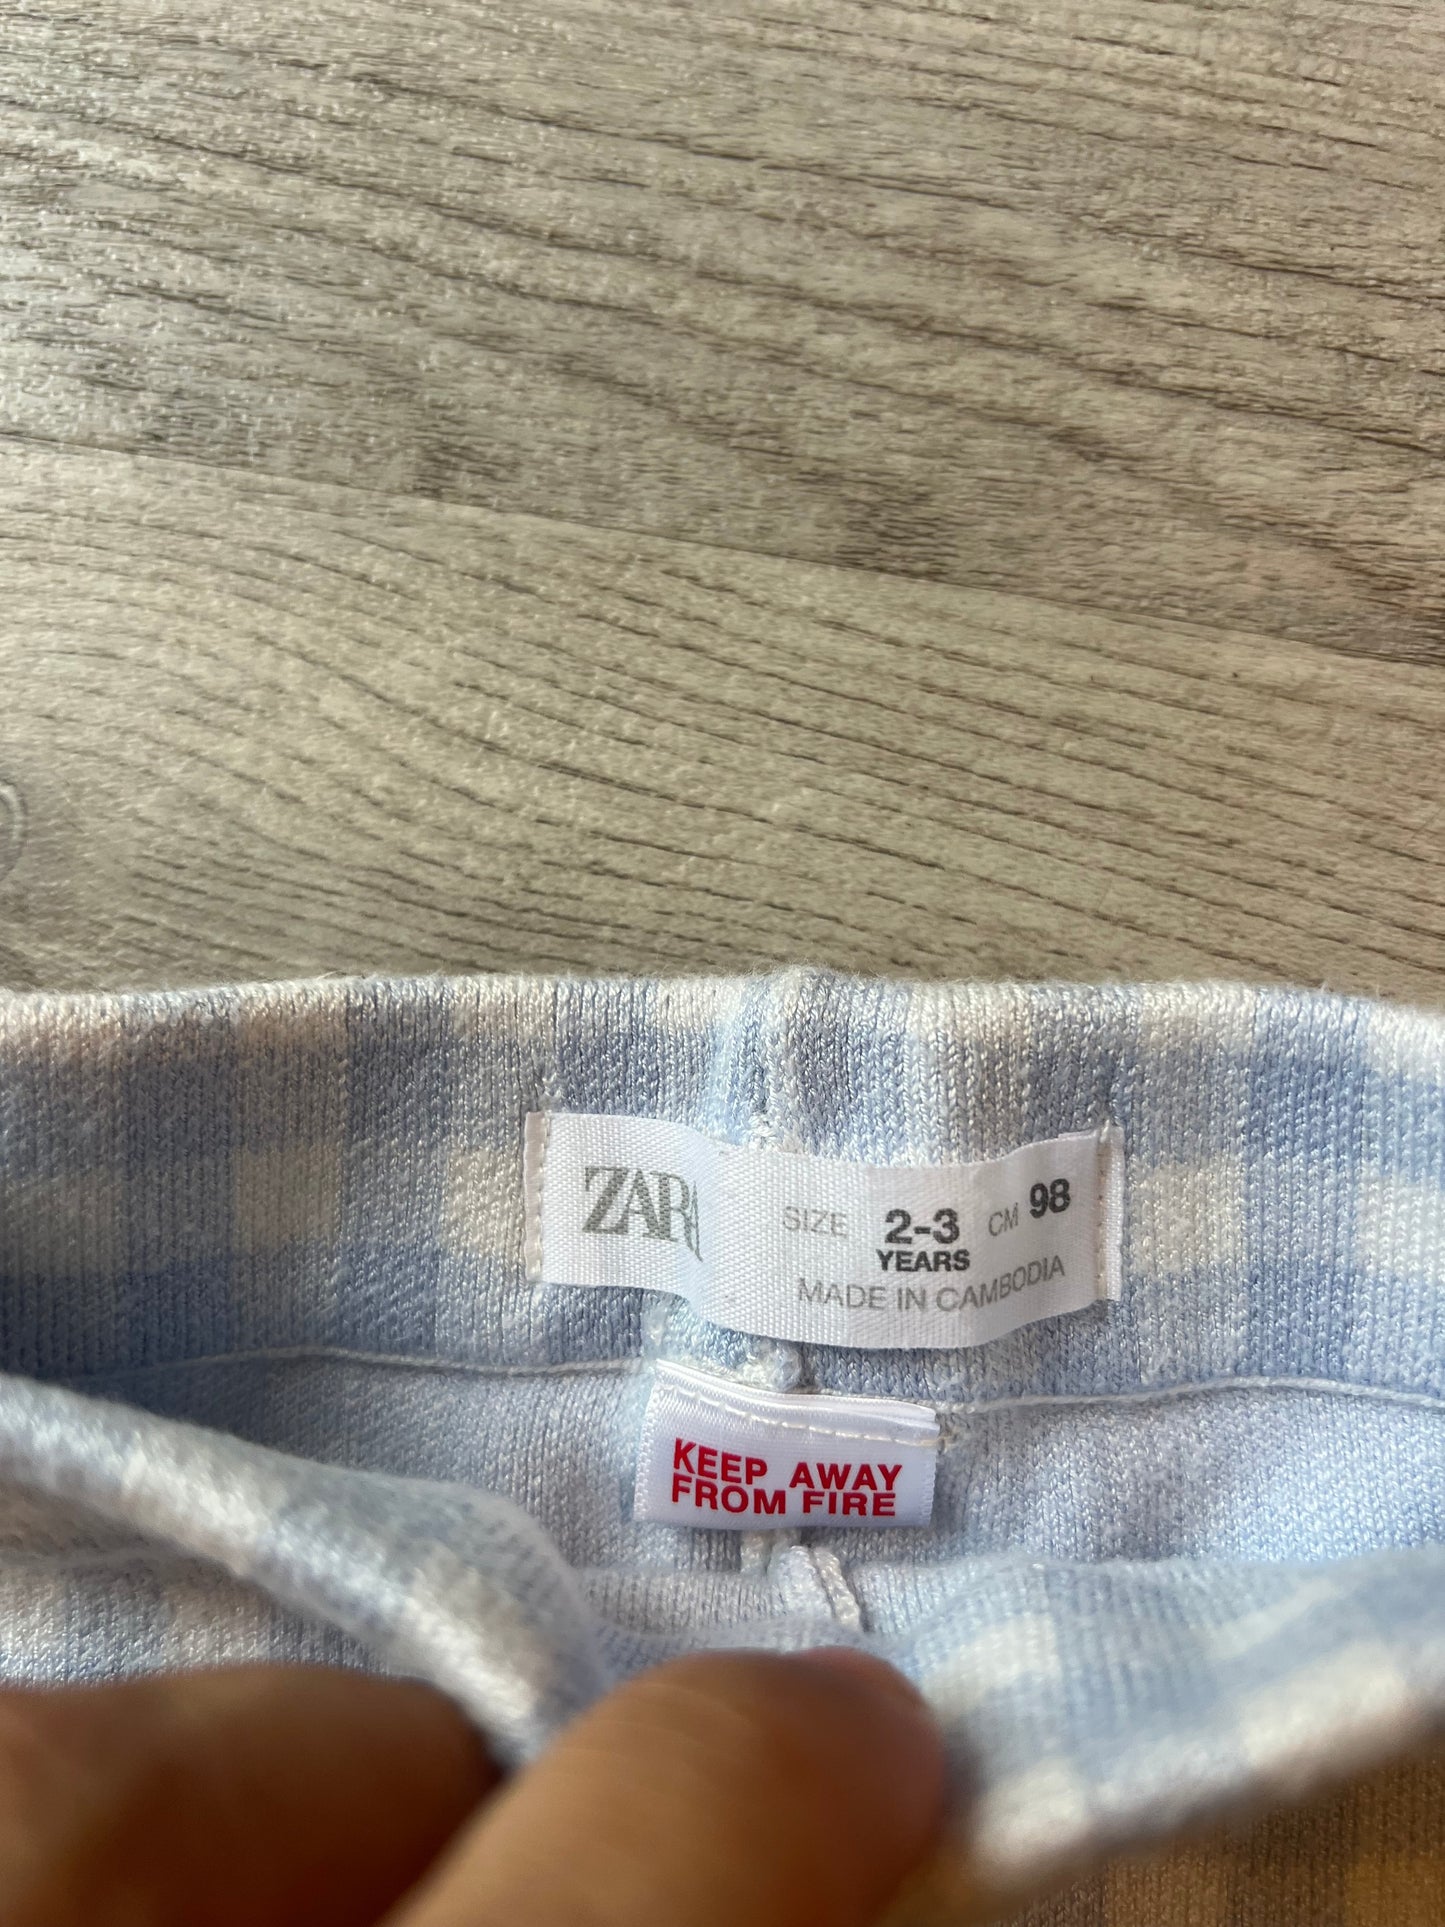 ZARA
SIZE 2-3 YEARS CM 98
MADE IN CAMBODIA
KEEP AWAY
FROM FIRE